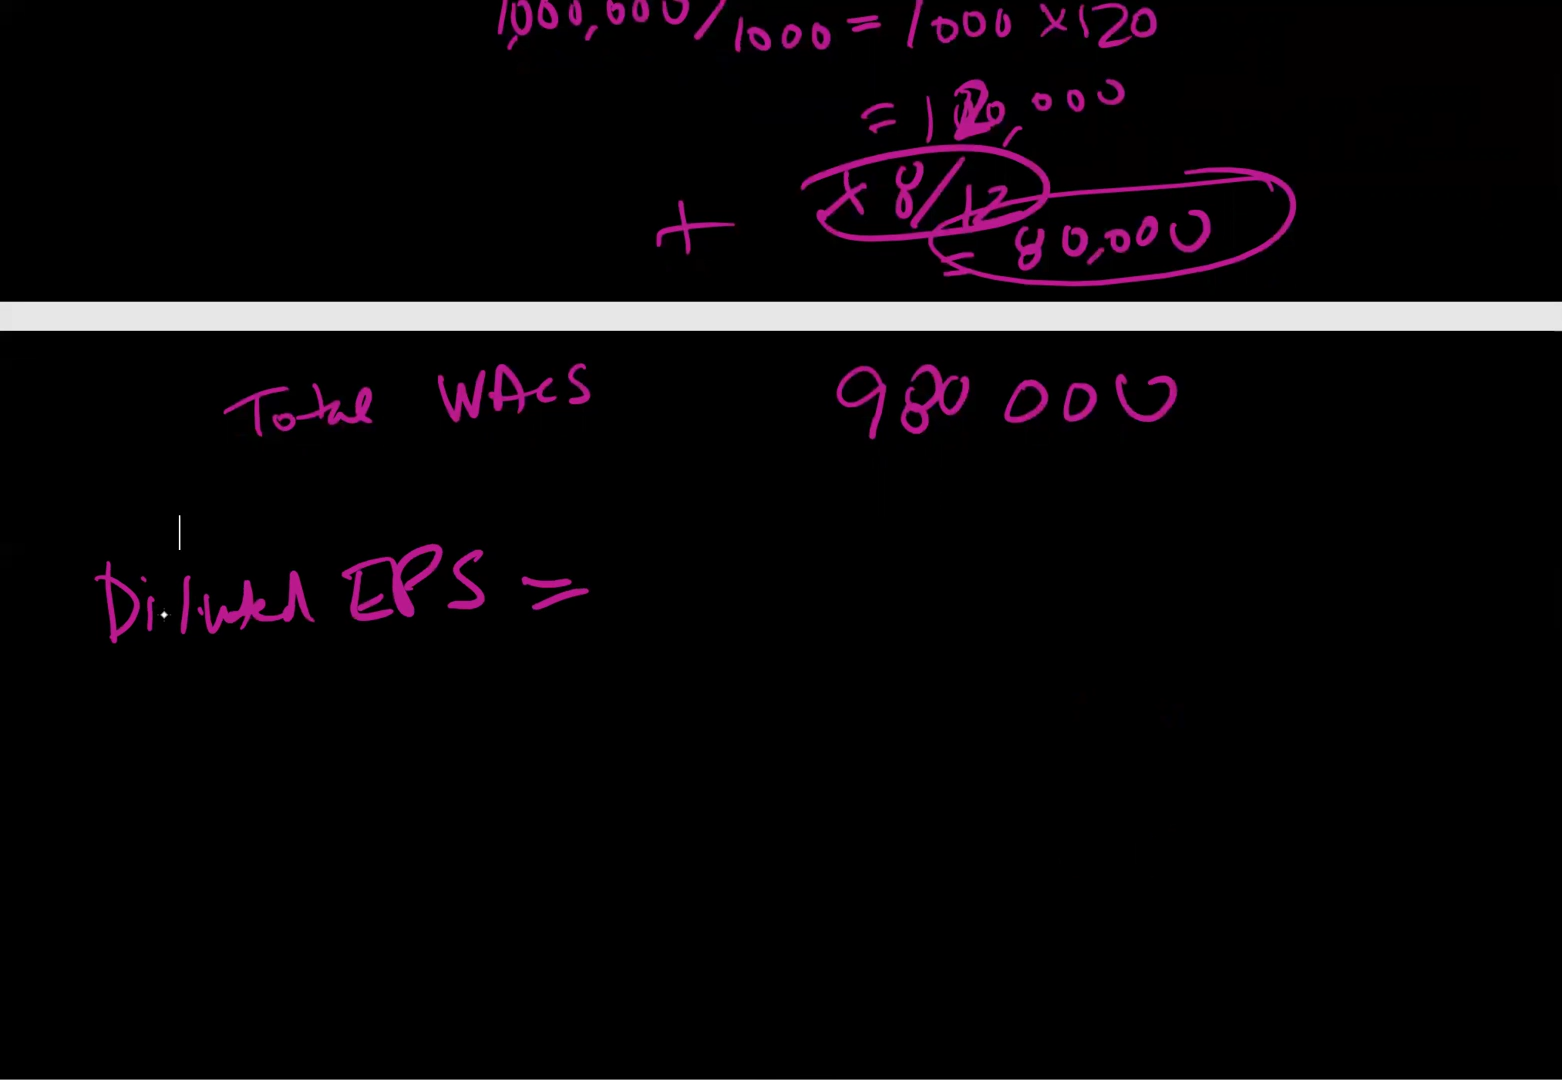 1,000,000/1000 = 1000 x 120
= 120,000
x 8/12
+ = 80,000
Total WACS 980 000
Diluted EPS =